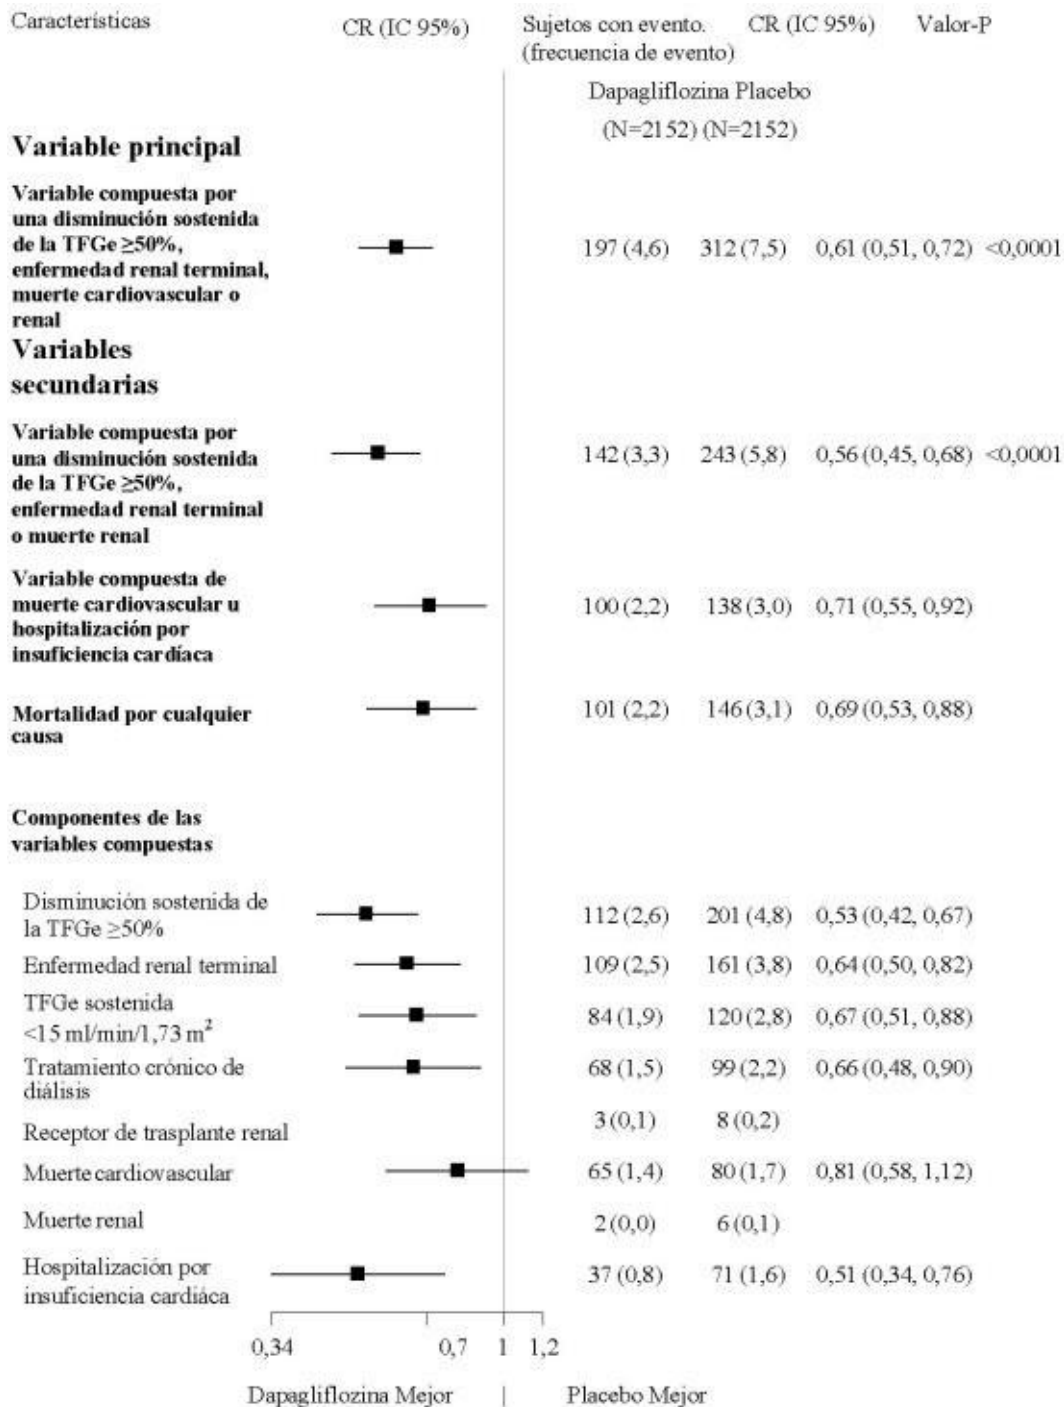 Características CR (IC 95%) Sujetos con evento. CR (IC 95%) Valor-P
(frecuencia de evento)
Dapagliflozina Placebo
(N=2152) (N=2152)
Variable principal
Variable compuesta por
una disminución sostenida
de la TFGe ≥50%, 197 (4,6) 312 (7,5) 0,61 (0,51, 0,72) <0,0001
enfermedad renal terminal,
muerte cardiovascular o
renal
Variables
secundarias
Variable compuesta por
una disminución sostenida 142 (3,3) 243 (5,8) 0,56 (0,45, 0,68) <0,0001
de la TFGe ≥50%,
enfermedad renal terminal
o muerte renal
Variable compuesta de
muerte cardiovascular u 100 (2,2) 138 (3,0) 0,71 (0,55, 0,92)
hospitalización por
insuficiencia cardíaca
Mortalidad por cualquier 101 (2,2) 146 (3,1) 0,69 (0,53, 0,88)
causa
Componentes de las
variables compuestas
Disminución sostenida de 112 (2,6) 201 (4,8) 0,53 (0,42, 0,67)
la TFGe ≥50%
Enfermedad renal terminal 109 (2,5) 161 (3,8) 0,64 (0,50, 0,82)
TFGe sostenida 84 (1,9) 120 (2,8) 0,67 (0,51, 0,88)
<15 ml/min/1,73 m²
Tratamiento crónico de 68 (1,5) 99 (2,2) 0,66 (0,48, 0,90)
diálisis
Receptor de trasplante renal 3 (0,1) 8 (0,2)
Muerte cardiovascular 65 (1,4) 80 (1,7) 0,81 (0,58, 1,12)
Muerte renal 2 (0,0) 6 (0,1)
Hospitalización por 37 (0,8) 71 (1,6) 0,51 (0,34, 0,76)
insuficiencia cardiáca
0,34 0,7 1 1,2
Dapagliflozina Mejor | Placebo Mejor